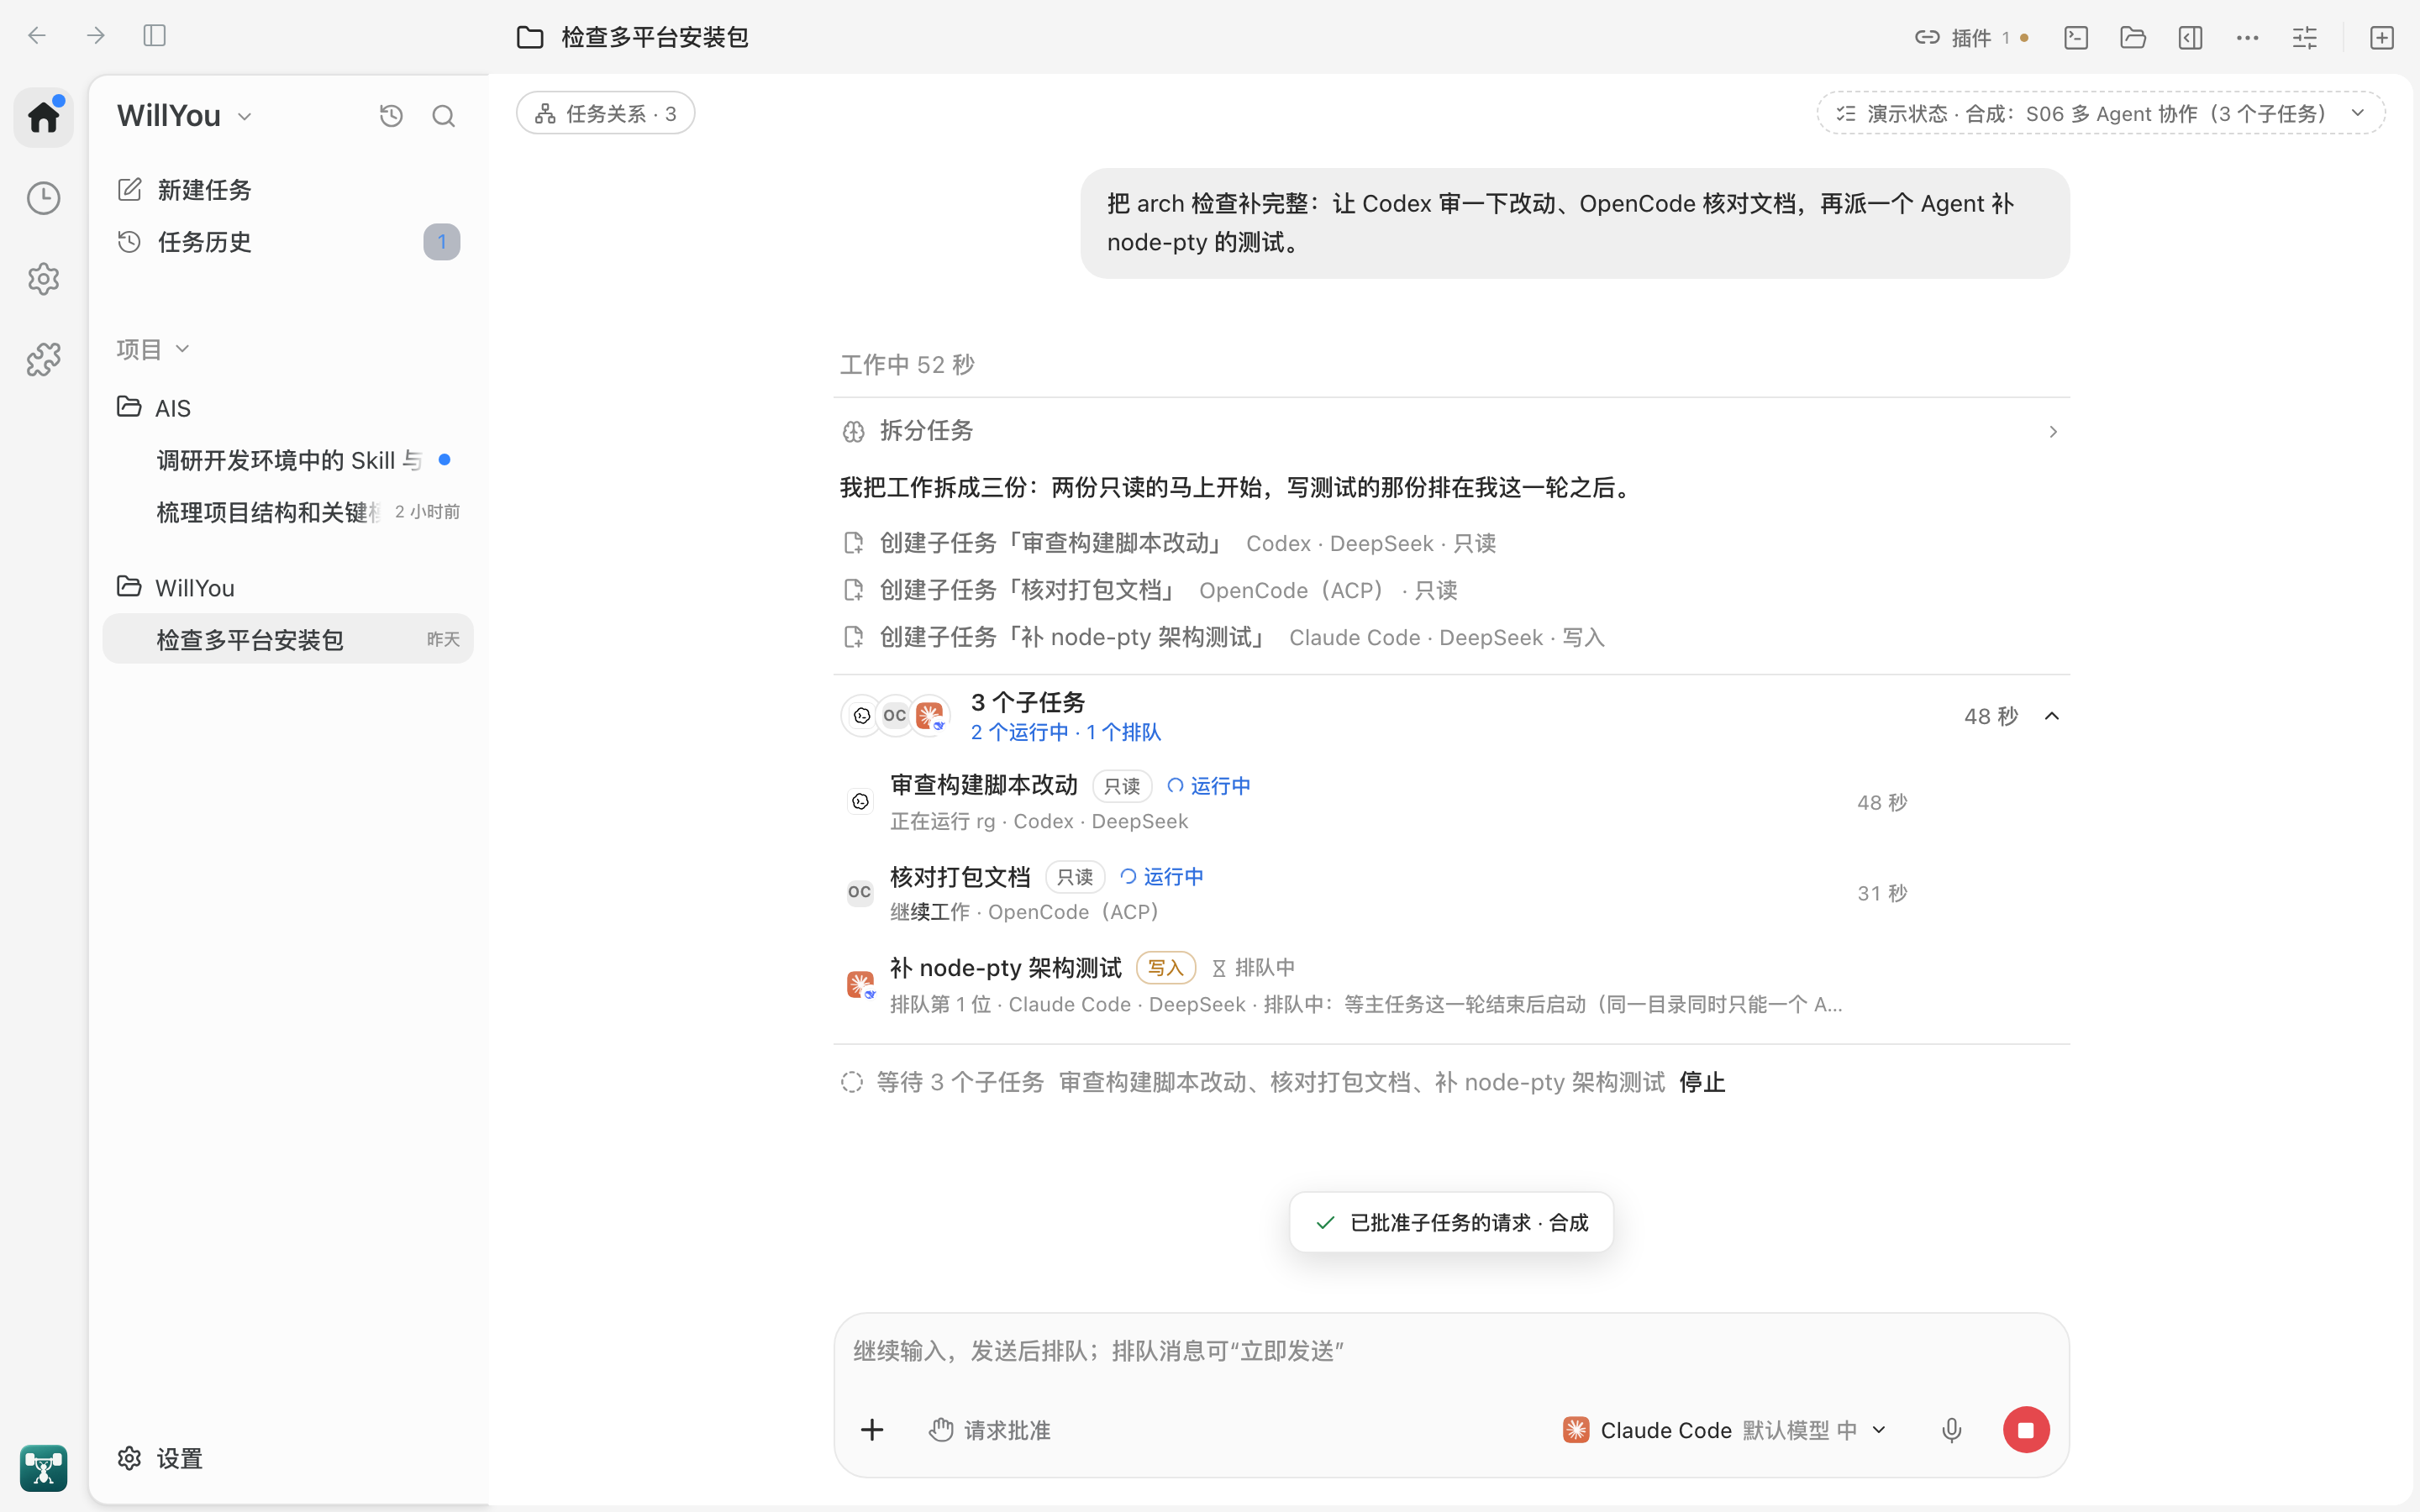 检查多平台安装包
插件 1
WillYou
任务关系 · 3
演示状态 · 合成：S06 多 Agent 协作（3 个子任务）
新建任务
任务历史
1
项目
AIS
调研开发环境中的 Skill 与
梳理项目结构和关键
2 小时前
WillYou
检查多平台安装包
昨天
设置
把 arch 检查补完整：让 Codex 审一下改动、OpenCode 核对文档，再派一个 Agent 补
node-pty 的测试。
工作中 52 秒
拆分任务
我把工作拆成三份：两份只读的马上开始，写测试的那份排在我这一轮之后。
创建子任务「审查构建脚本改动」 Codex · DeepSeek · 只读
创建子任务「核对打包文档」 OpenCode（ACP） · 只读
创建子任务「补 node-pty 架构测试」 Claude Code · DeepSeek · 写入
OC
3 个子任务
2 个运行中 · 1 个排队
48 秒
审查构建脚本改动 只读 运行中
正在运行 rg · Codex · DeepSeek
48 秒
OC
核对打包文档 只读 运行中
继续工作 · OpenCode（ACP）
31 秒
补 node-pty 架构测试 写入 排队中
排队第 1 位 · Claude Code · DeepSeek · 排队中：等主任务这一轮结束后启动（同一目录同时只能一个 A...
等待 3 个子任务 审查构建脚本改动、核对打包文档、补 node-pty 架构测试 停止
已批准子任务的请求 · 合成
继续输入，发送后排队；排队消息可“立即发送”
请求批准
Claude Code 默认模型 中